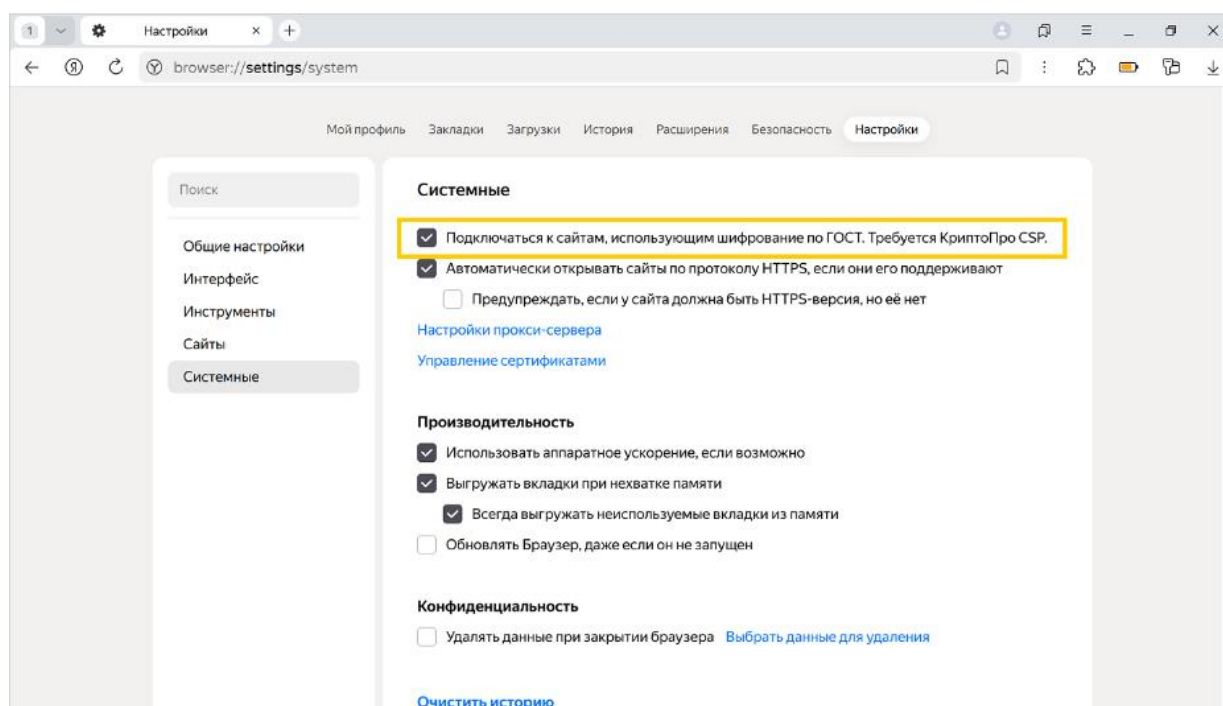 1
Настройки
browser://settings/system
Мой профиль Закладки Загрузки История Расширения Безопасность Настройки
Поиск
Общие настройки
Интерфейс
Инструменты
Сайты
Системные
Системные
Подключаться к сайтам, использующим шифрование по ГОСТ. Требуется КриптоПро CSP.
Автоматически открывать сайты по протоколу HTTPS, если они его поддерживают
Предупреждать, если у сайта должна быть HTTPS-версия, но её нет
Настройки прокси-сервера
Управление сертификатами
Производительность
Использовать аппаратное ускорение, если возможно
Выгружать вкладки при нехватке памяти
Всегда выгружать неиспользуемые вкладки из памяти
Обновлять Браузер, даже если он не запущен
Конфиденциальность
Удалять данные при закрытии браузера Выбрать данные для удаления
Очистить историю